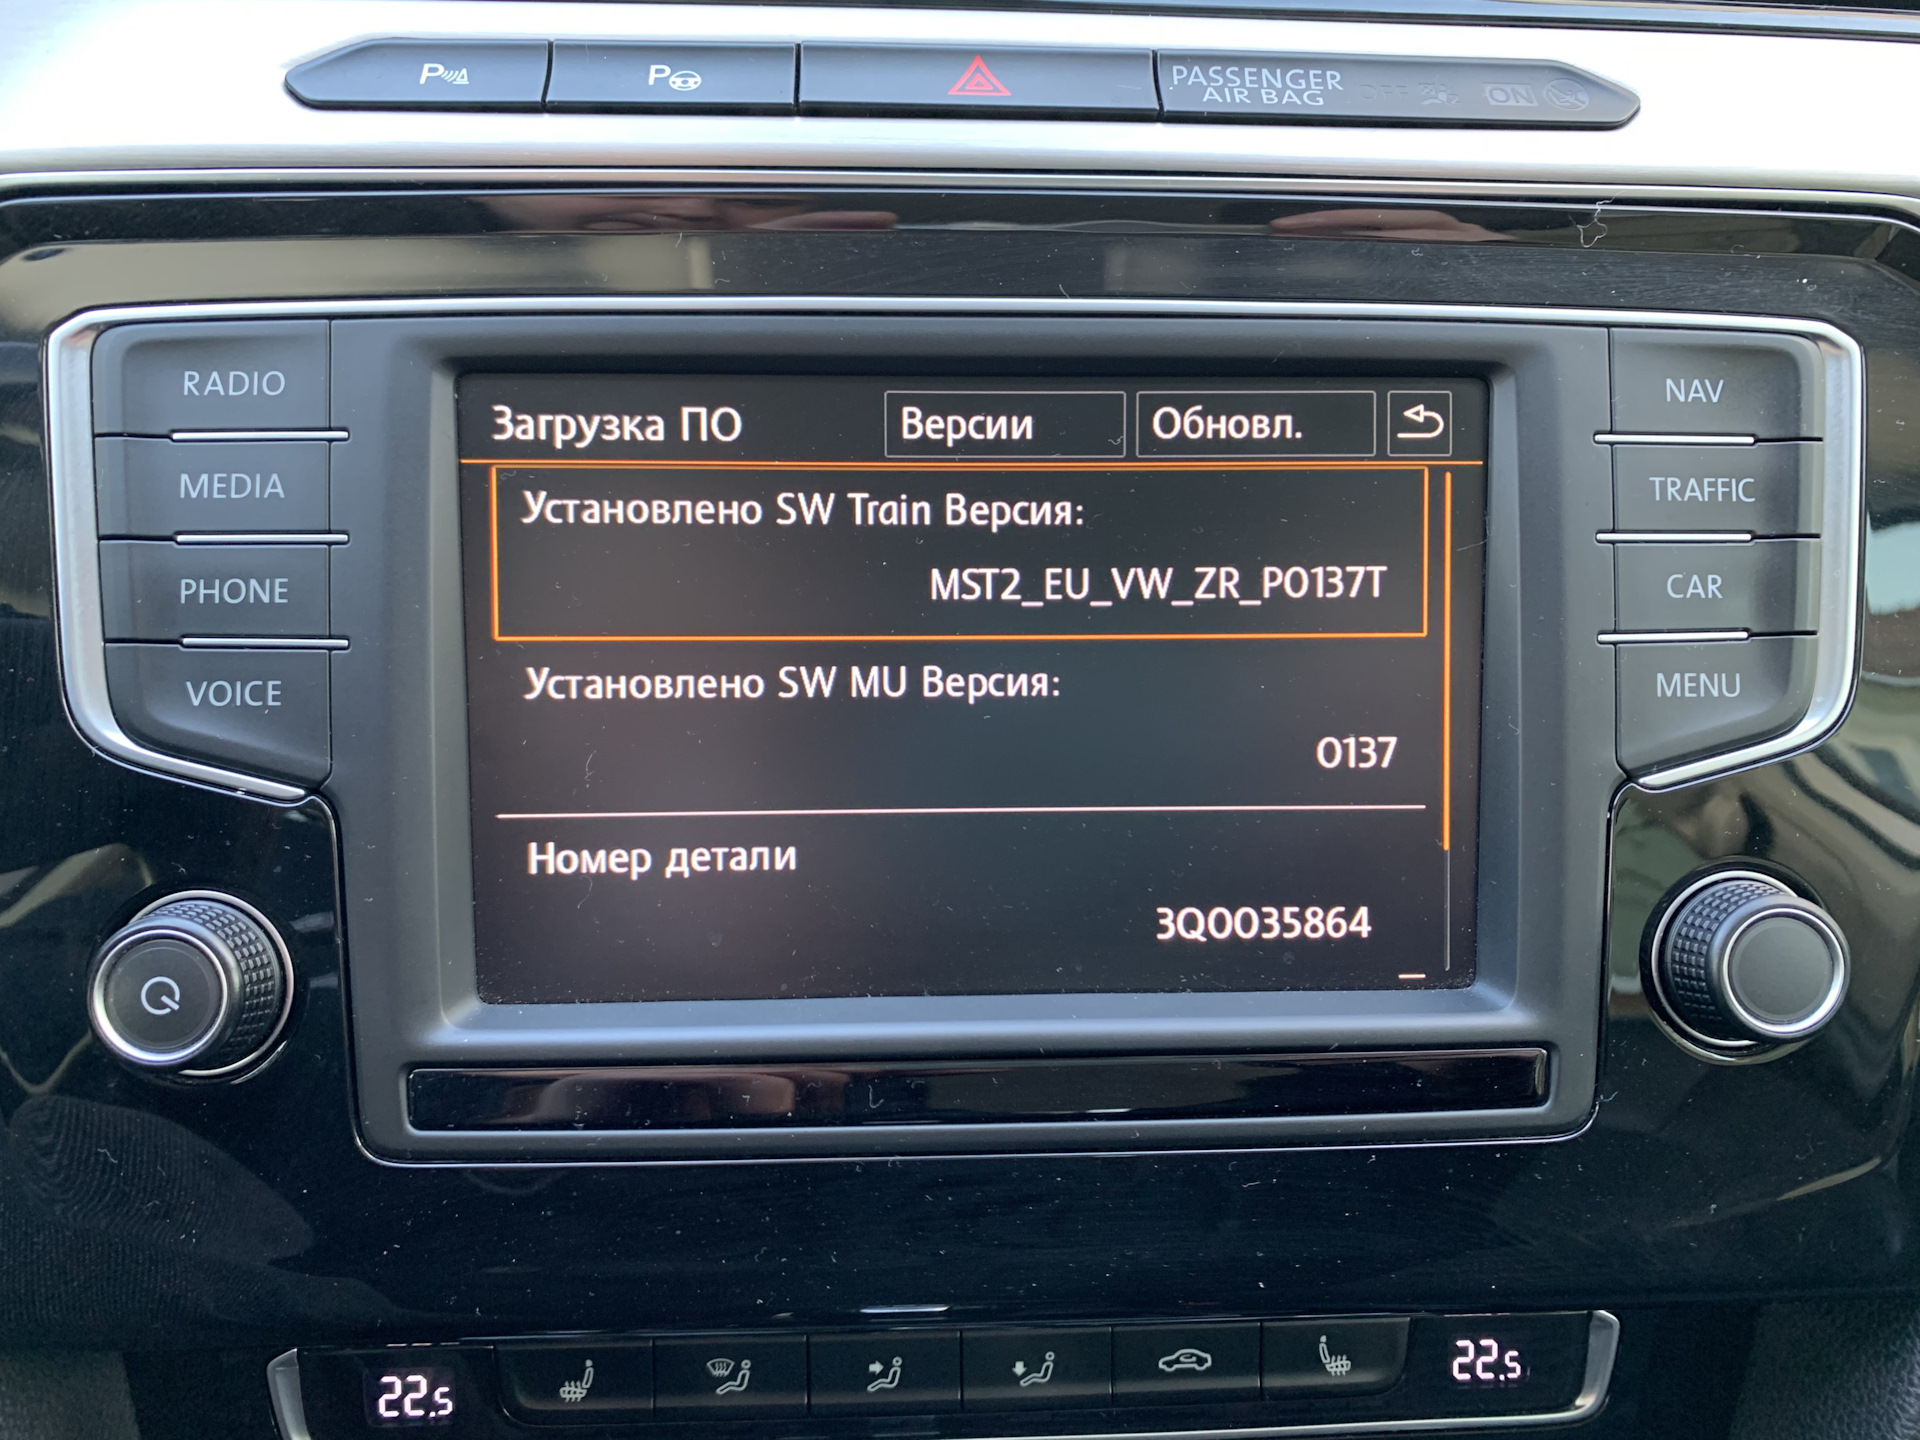 PASSENGER
AIR BAG OFF ON
RADIO
MEDIA
PHONE
VOICE
Загрузка ПО Версии Обновл.
Установлено SW Train Версия:
MST2_EU_VW_ZR_P0137T
Установлено SW MU Версия:
0137
Номер детали
3Q0035864
NAV
TRAFFIC
CAR
MENU
22.5
22.5